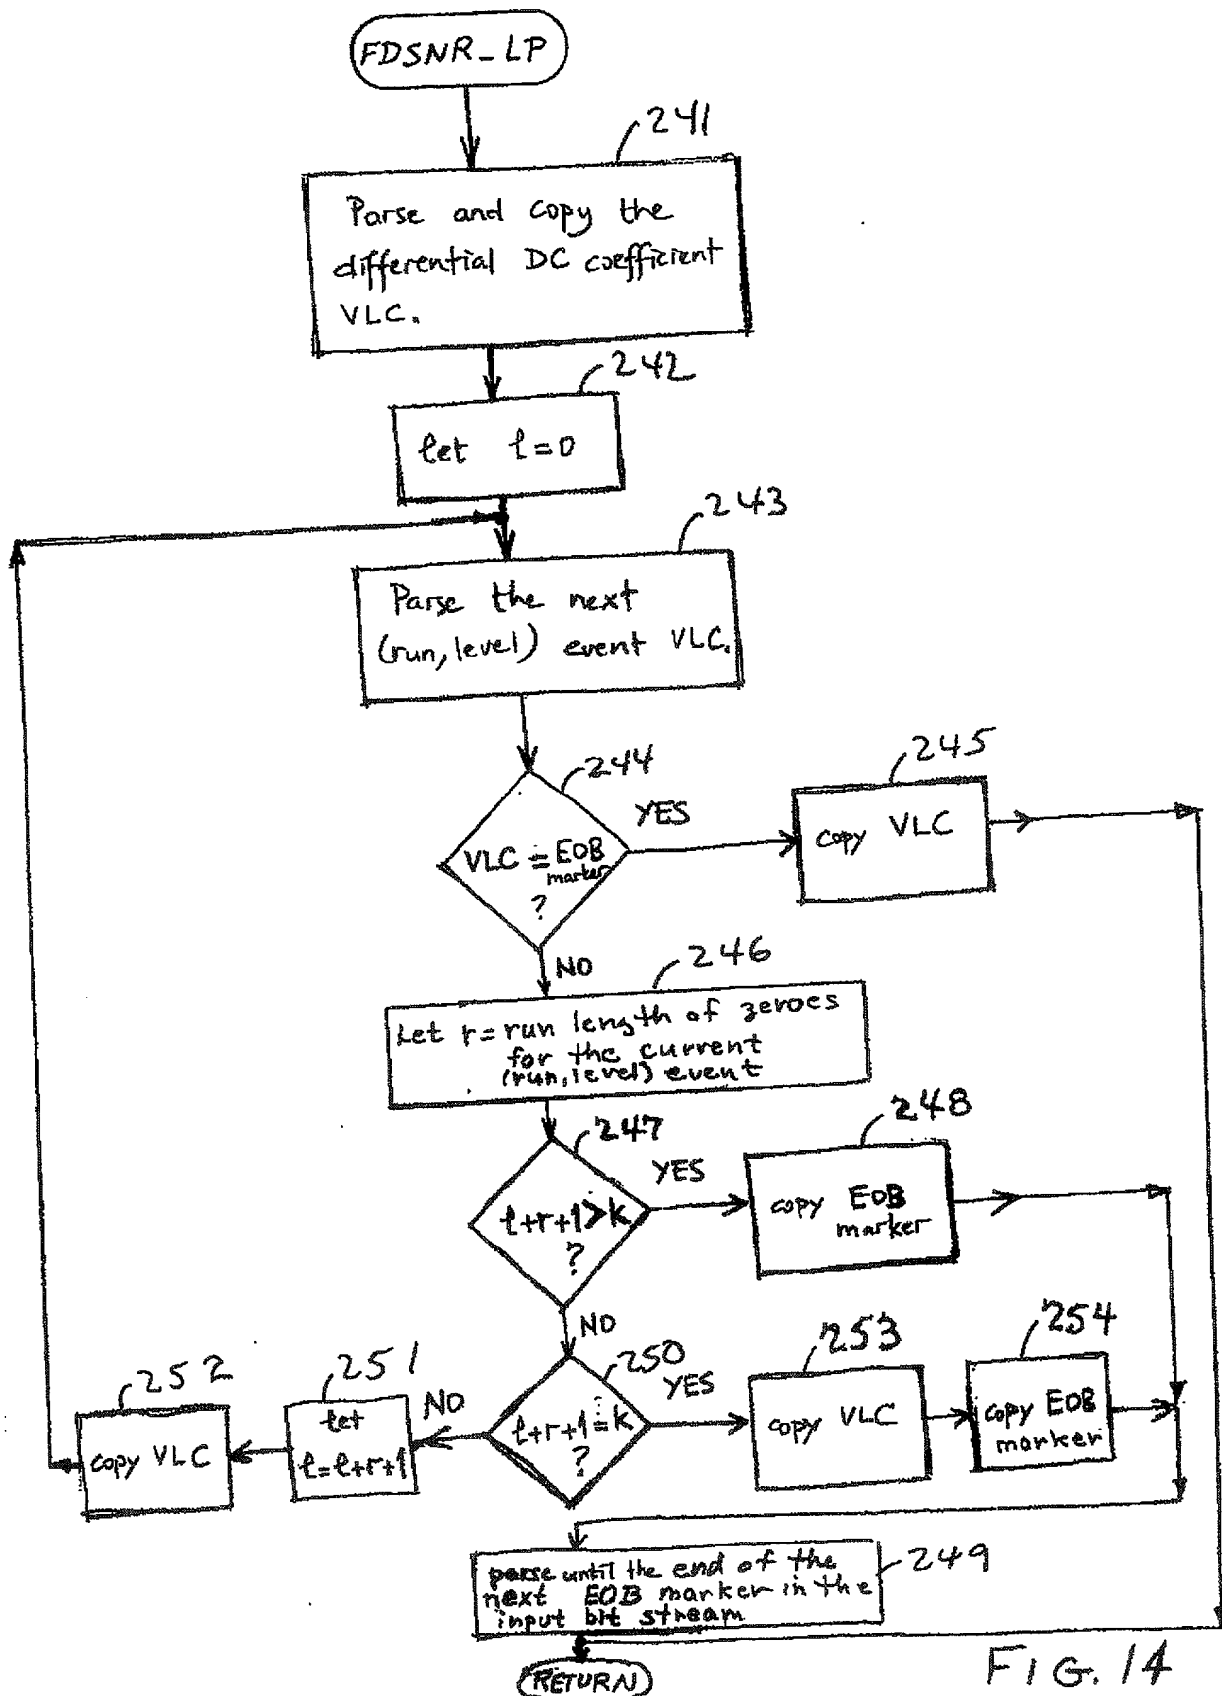 FDSNR_LP
241
Parse and copy the
differential DC coefficient
VLC.
242
let l=0
243
Parse the next
(run, level) event VLC.
244
YES
245
VLC = EOB
marker
?
copy VLC
NO
246
Let r = run length of zeroes
for the current
(run, level) event
247
YES
248
l+r+1>k
?
copy EOB
marker
NO
250
YES
253
254
252
251
NO
l+r+1=k
?
copy VLC
copy EOB
marker
let
l=l+r+1
copy VLC
249
parse until the end of the
next EOB marker in the
input bit stream
RETURN
FIG. 14